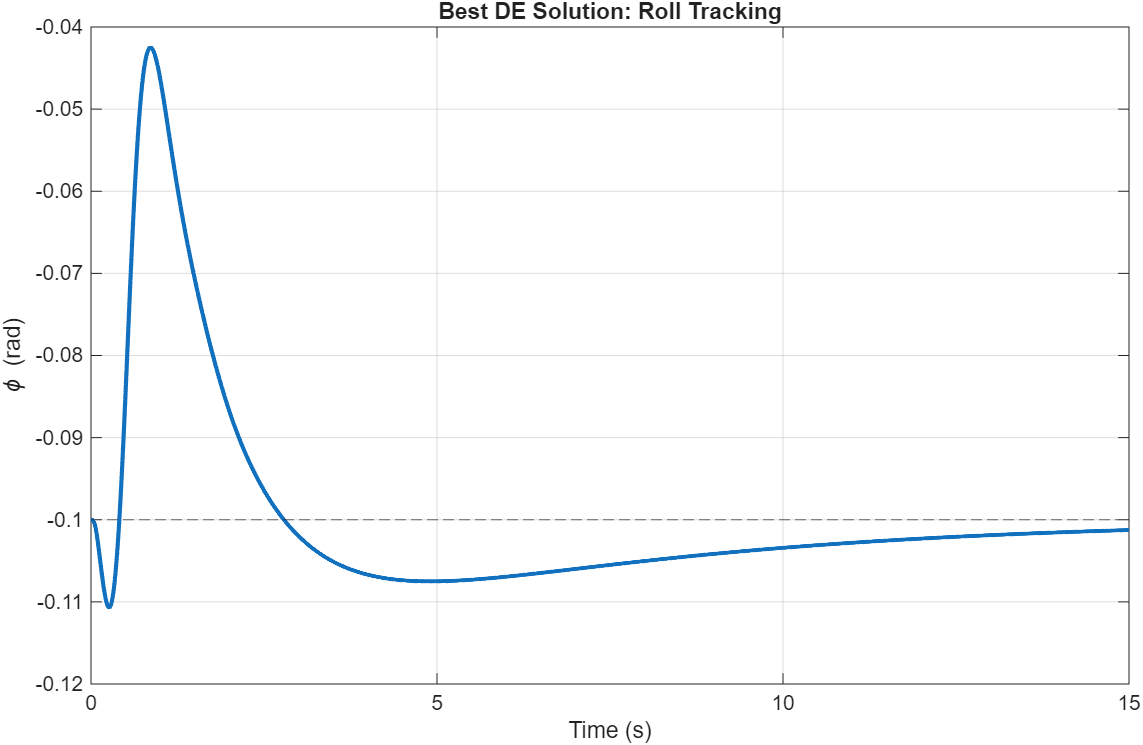 Best DE Solution: Roll Tracking
-0.04
-0.05
-0.06
-0.07
-0.08
-0.09
-0.1
-0.11
-0.12
ϕ (rad)
0 5 10 15
Time (s)